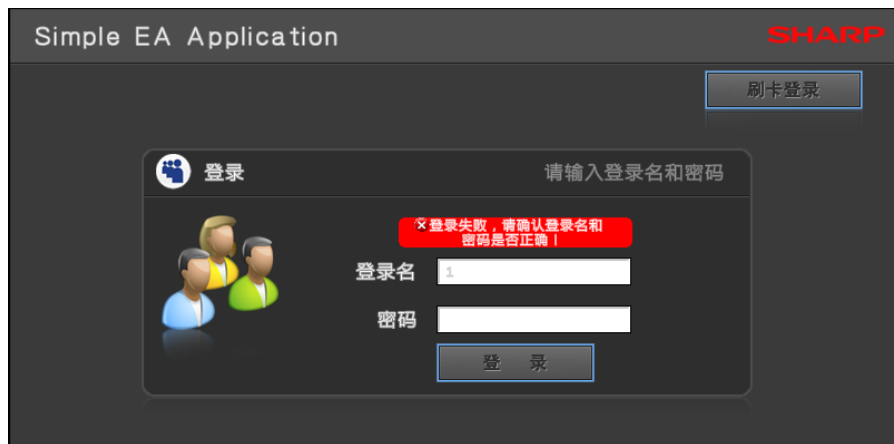 Simple EA Application
SHARP
刷卡登录
登录
请输入登录名和密码
登录失败，请确认登录名和
密码是否正确！
登录名
1
密码
登 录